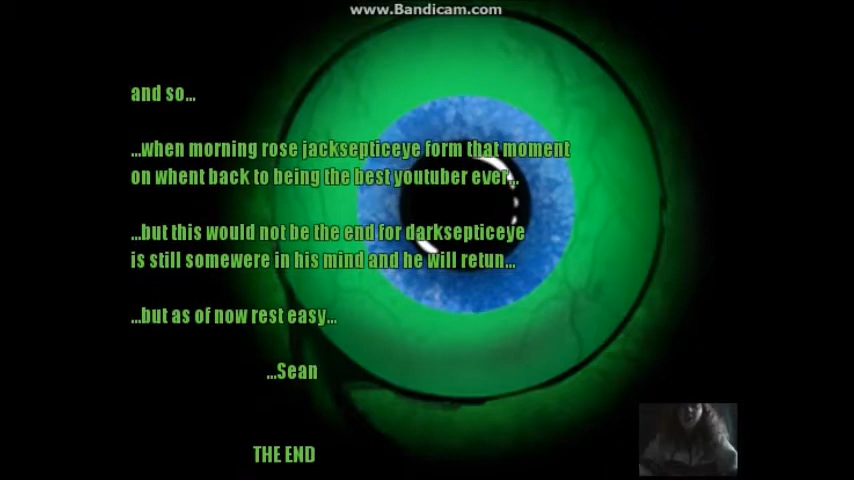 www.Bandicam.com
and so...
...when morning rose jacksepticeye form that moment
on whent back to being the best youtuber ever...
...but this would not be the end for darksepticeye
is still somewere in his mind and he will retun...
...but as of now rest easy...
...Sean
THE END